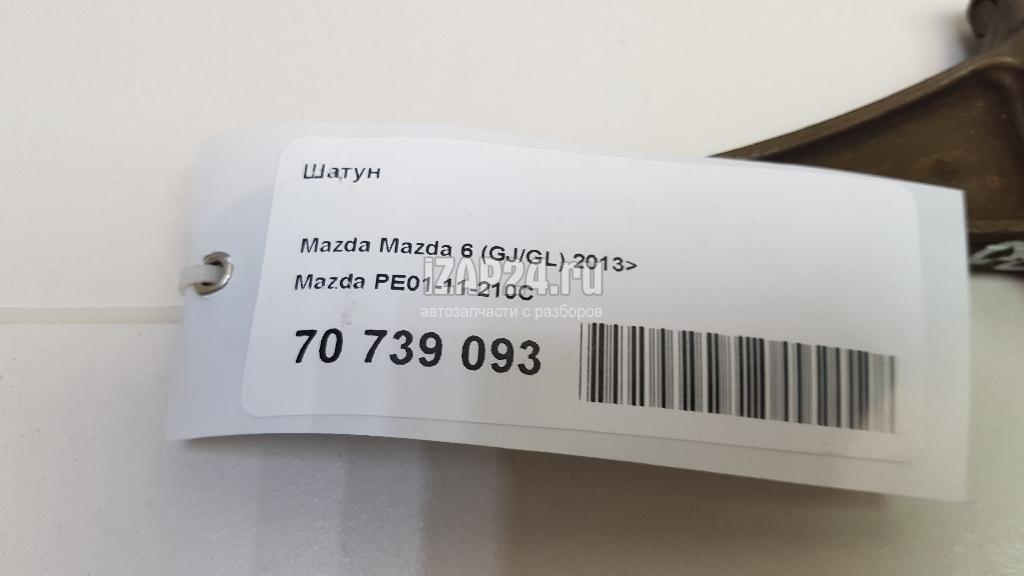 Шатун
Mazda Mazda 6 (GJ/GL) 2013>
iZAP24.ru
Mazda PE01-11-210C
автозапчасти с разборов
70 739 093